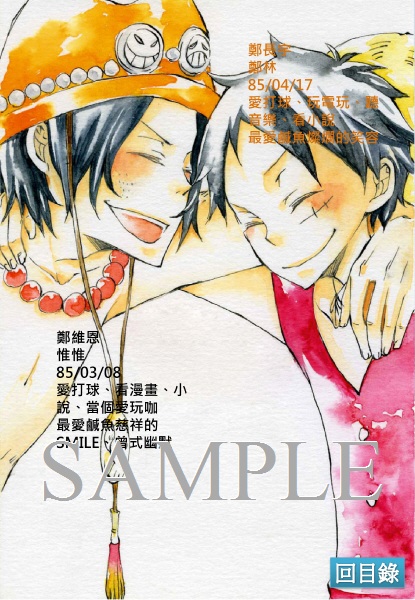 鄭長宇
鄭林
85/04/17
愛打球、玩電玩、聽
音樂、看小說
最愛鹹魚燦爛的笑容
鄭維恩
惟惟
85/03/08
愛打球、看漫畫、小
說、當個愛玩咖
最愛鹹魚慈祥的
SMILE、曾式幽默
SAMPLE
回目錄